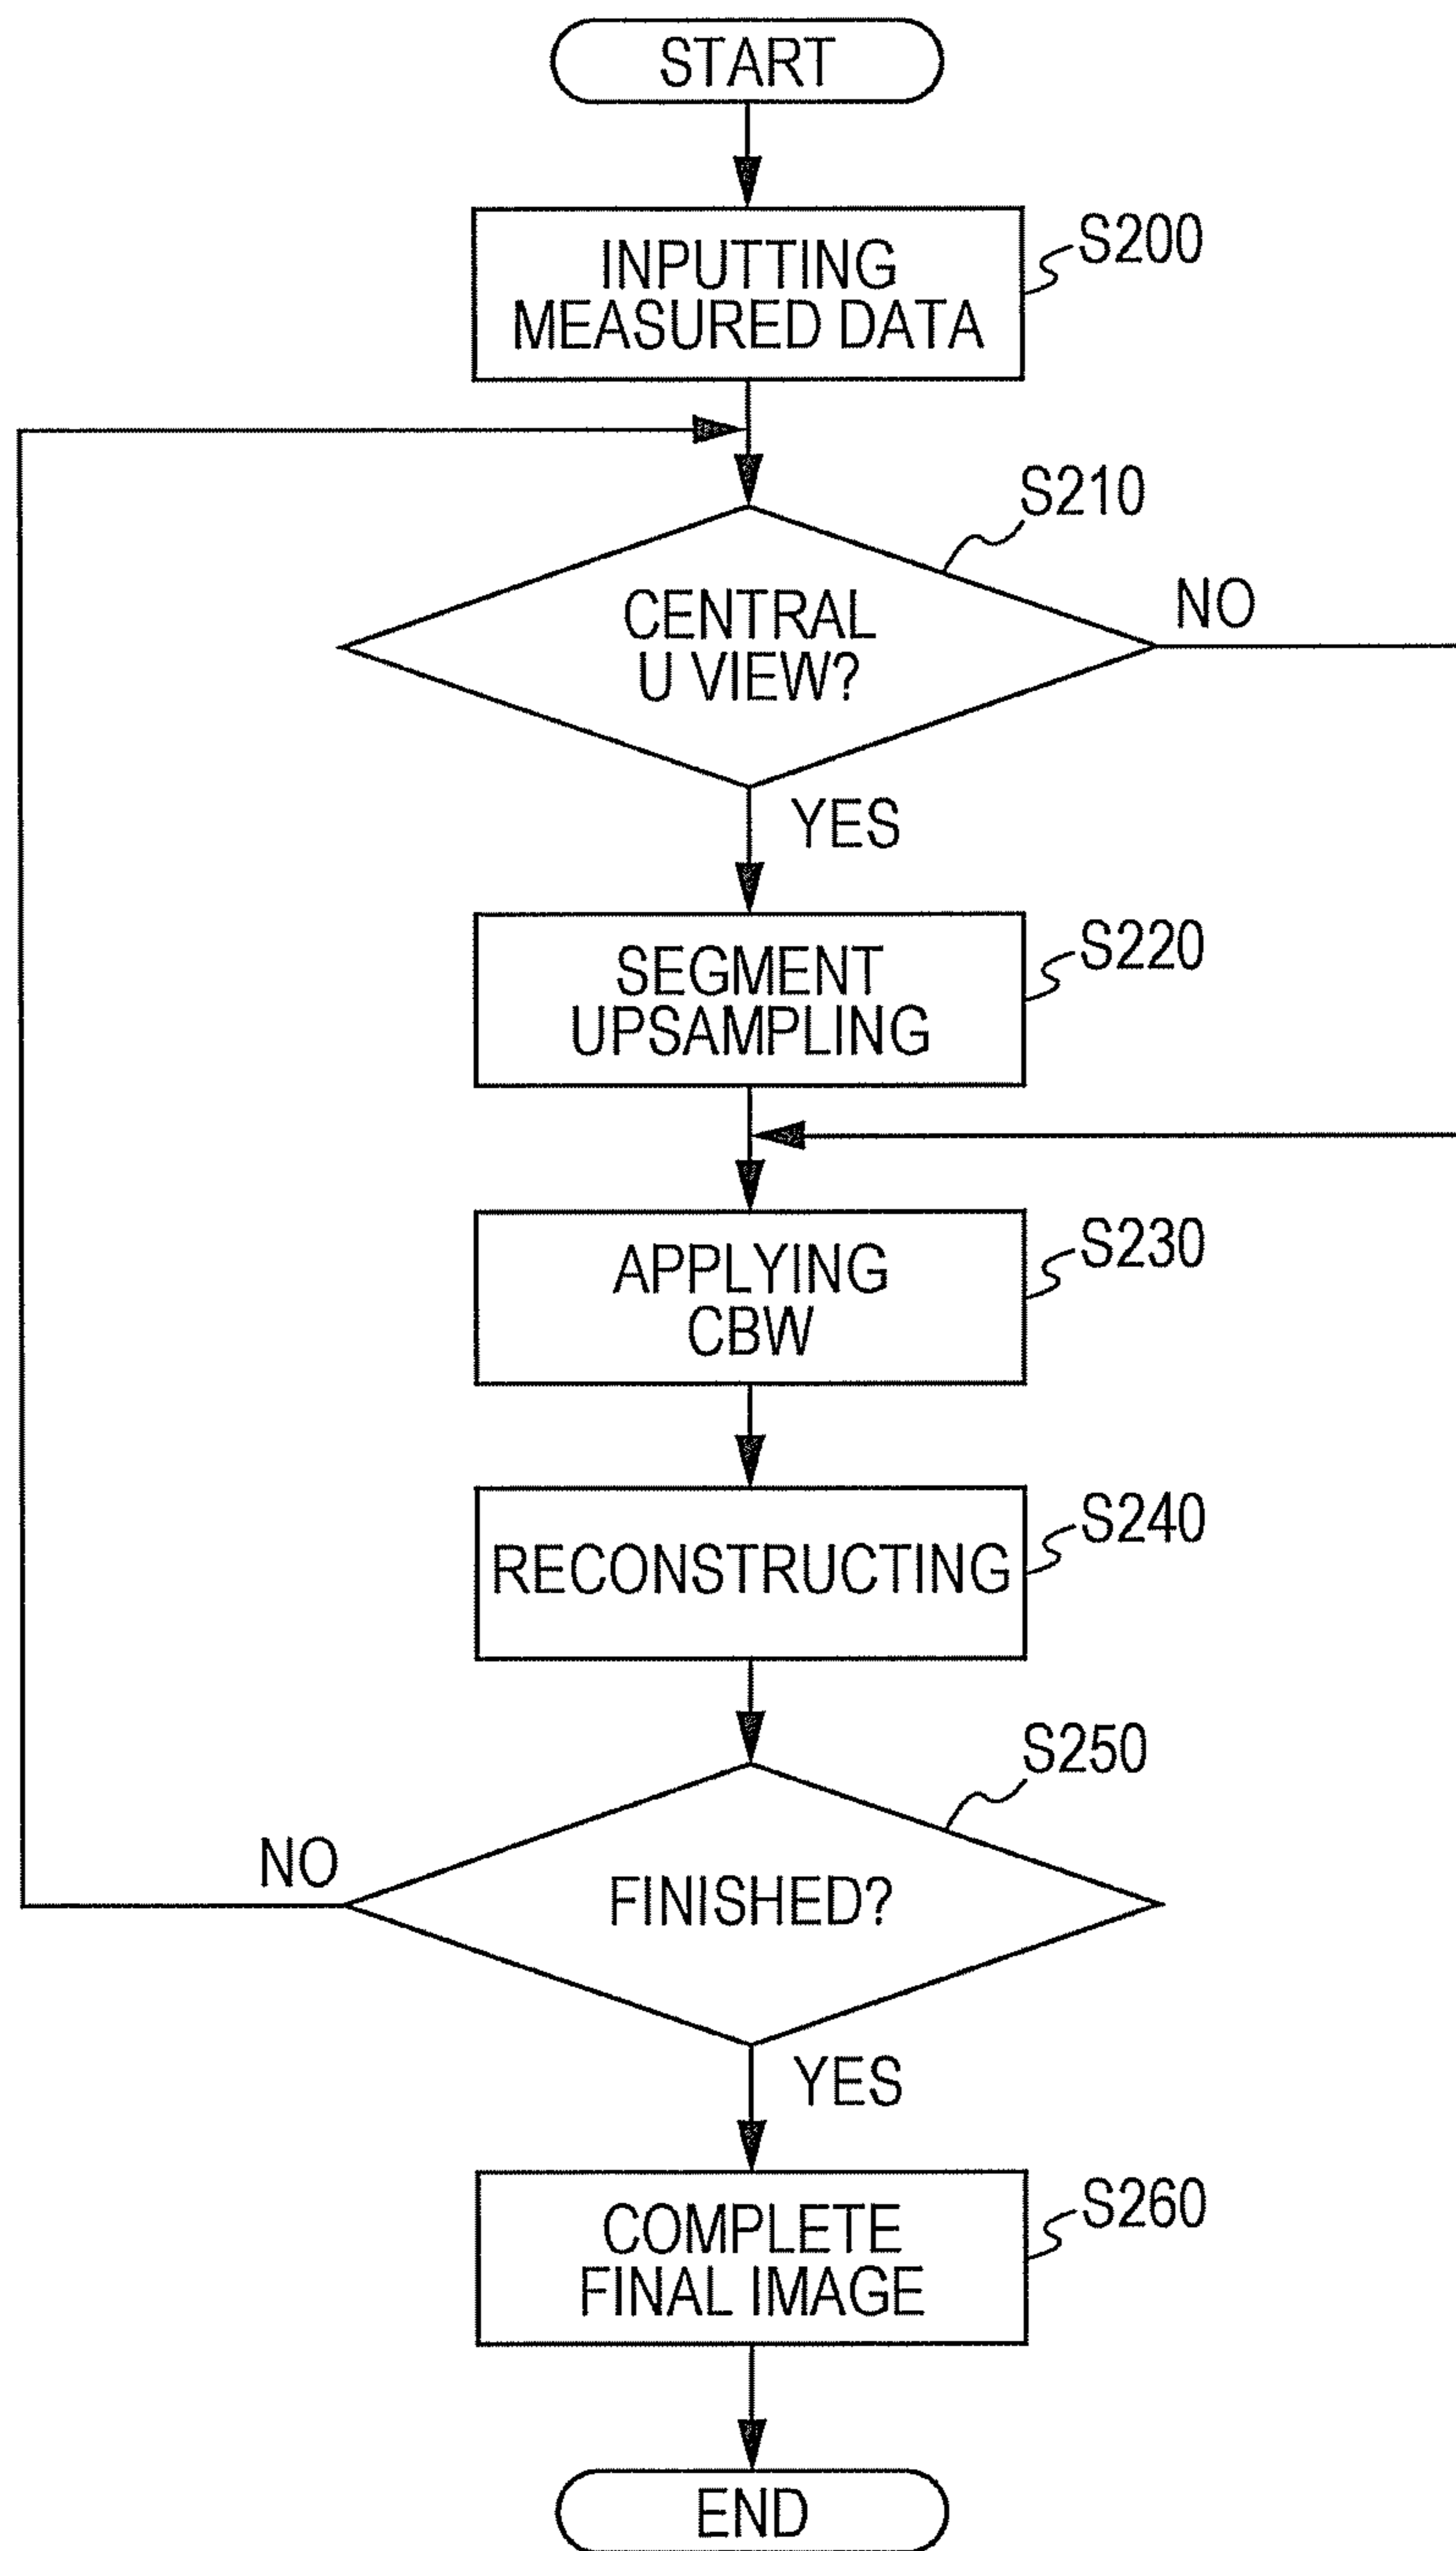 START
INPUTTING
MEASURED DATA
S200
CENTRAL
U VIEW?
S210
NO
YES
SEGMENT
UPSAMPLING
S220
APPLYING
CBW
S230
RECONSTRUCTING
S240
FINISHED?
S250
NO
YES
COMPLETE
FINAL IMAGE
S260
END